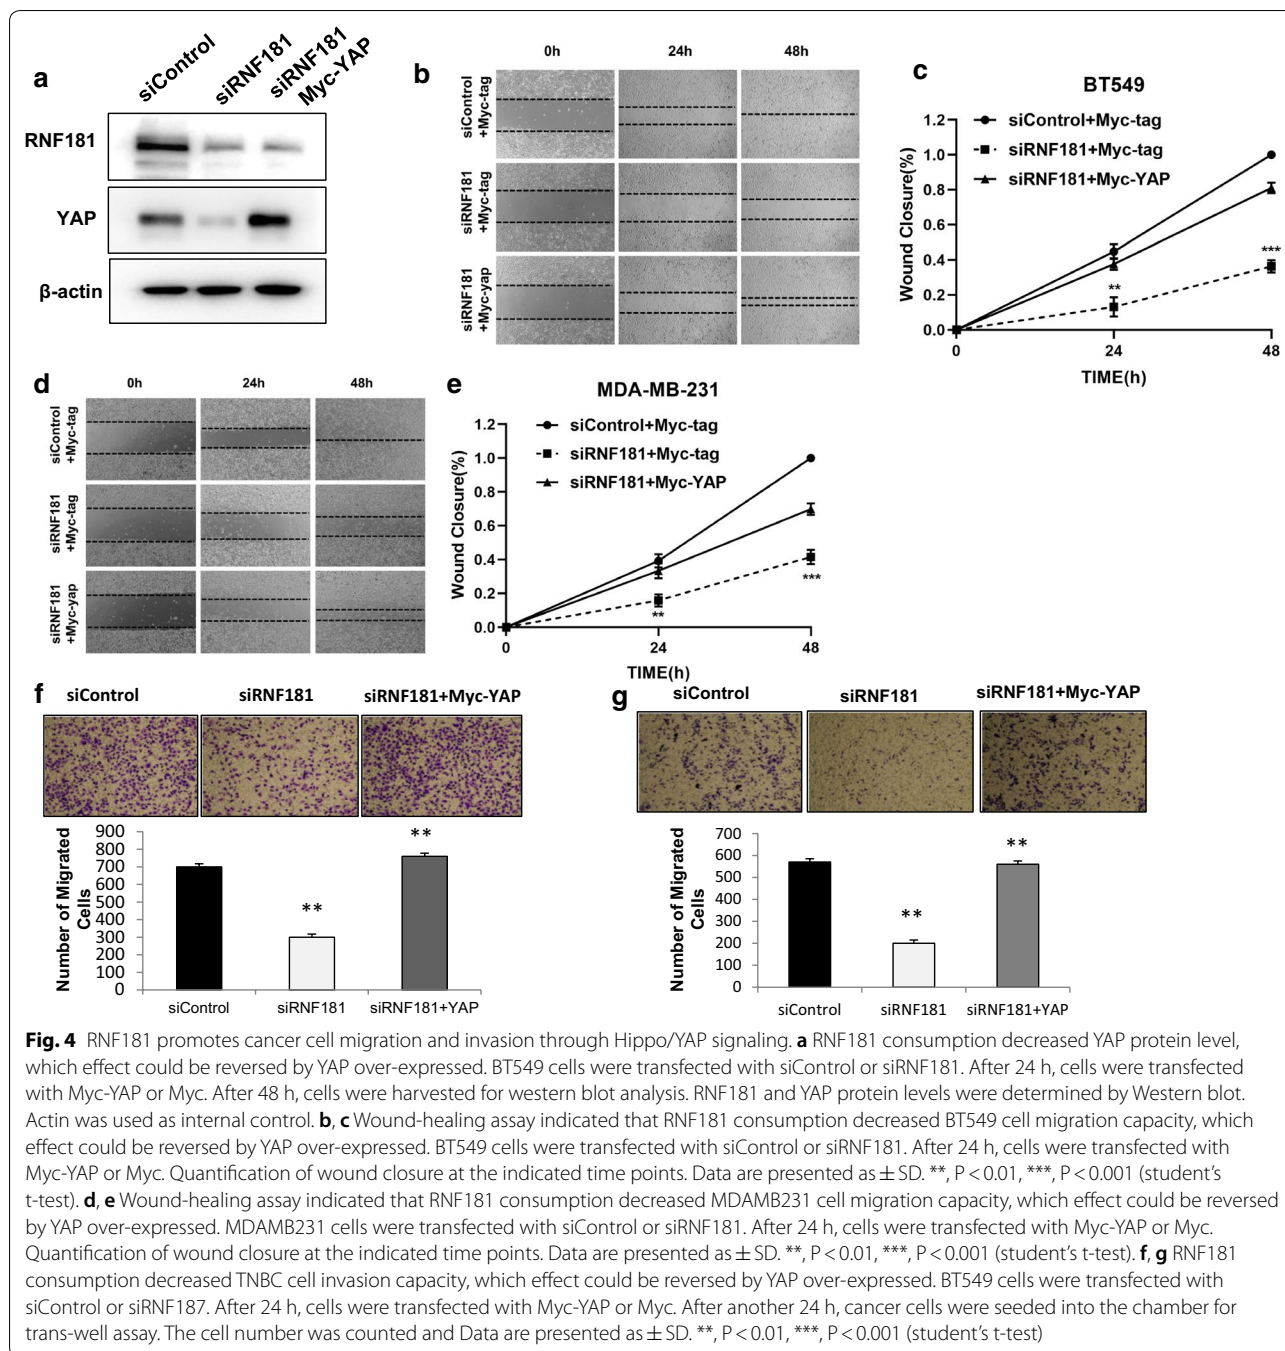 a
siControl
siRNF181
siRNF181
Myc-YAP
RNF181
YAP
β-actin
b
0h
24h
48h
siControl
+Myc-tag
siRNF181
+Myc-tag
siRNF181
+Myc-yap
c
BT549
siControl+Myc-tag
siRNF181+Myc-tag
siRNF181+Myc-YAP
Wound Closure(%)
1.2
1.0
0.8
0.6
0.4
0.2
0.0
**
***
0
24
48
TIME(h)
d
0h
24h
48h
siControl
+Myc-tag
siRNF181
+Myc-tag
siRNF181
+Myc-yap
e
MDA-MB-231
siControl+Myc-tag
siRNF181+Myc-tag
siRNF181+Myc-YAP
Wound Closure(%)
1.2
1.0
0.8
0.6
0.4
0.2
0.0
**
***
0
24
48
TIME(h)
f
siControl
siRNF181
siRNF181+Myc-YAP
Number of Migrated
Cells
900
800
700
600
500
400
300
200
100
0
**
**
siControl
siRNF181
siRNF181+YAP
g
siControl
siRNF181
siRNF181+Myc-YAP
Number of Migrated
Cells
700
600
500
400
300
200
100
0
**
**
siControl
siRNF181
siRNF181+YAP
Fig. 4 RNF181 promotes cancer cell migration and invasion through Hippo/YAP signaling. a RNF181 consumption decreased YAP protein level,
which effect could be reversed by YAP over-expressed. BT549 cells were transfected with siControl or siRNF181. After 24 h, cells were transfected
with Myc-YAP or Myc. After 48 h, cells were harvested for western blot analysis. RNF181 and YAP protein levels were determined by Western blot.
Actin was used as internal control. b, c Wound-healing assay indicated that RNF181 consumption decreased BT549 cell migration capacity, which
effect could be reversed by YAP over-expressed. BT549 cells were transfected with siControl or siRNF181. After 24 h, cells were transfected with
Myc-YAP or Myc. Quantification of wound closure at the indicated time points. Data are presented as ± SD. **, P < 0.01, ***, P < 0.001 (student's
t-test). d, e Wound-healing assay indicated that RNF181 consumption decreased MDAMB231 cell migration capacity, which effect could be reversed
by YAP over-expressed. MDAMB231 cells were transfected with siControl or siRNF181. After 24 h, cells were transfected with Myc-YAP or Myc.
Quantification of wound closure at the indicated time points. Data are presented as ± SD. **, P < 0.01, ***, P < 0.001 (student's t-test). f, g RNF181
consumption decreased TNBC cell invasion capacity, which effect could be reversed by YAP over-expressed. BT549 cells were transfected with
siControl or siRNF187. After 24 h, cells were transfected with Myc-YAP or Myc. After another 24 h, cancer cells were seeded into the chamber for
trans-well assay. The cell number was counted and Data are presented as ± SD. **, P < 0.01, ***, P < 0.001 (student's t-test)